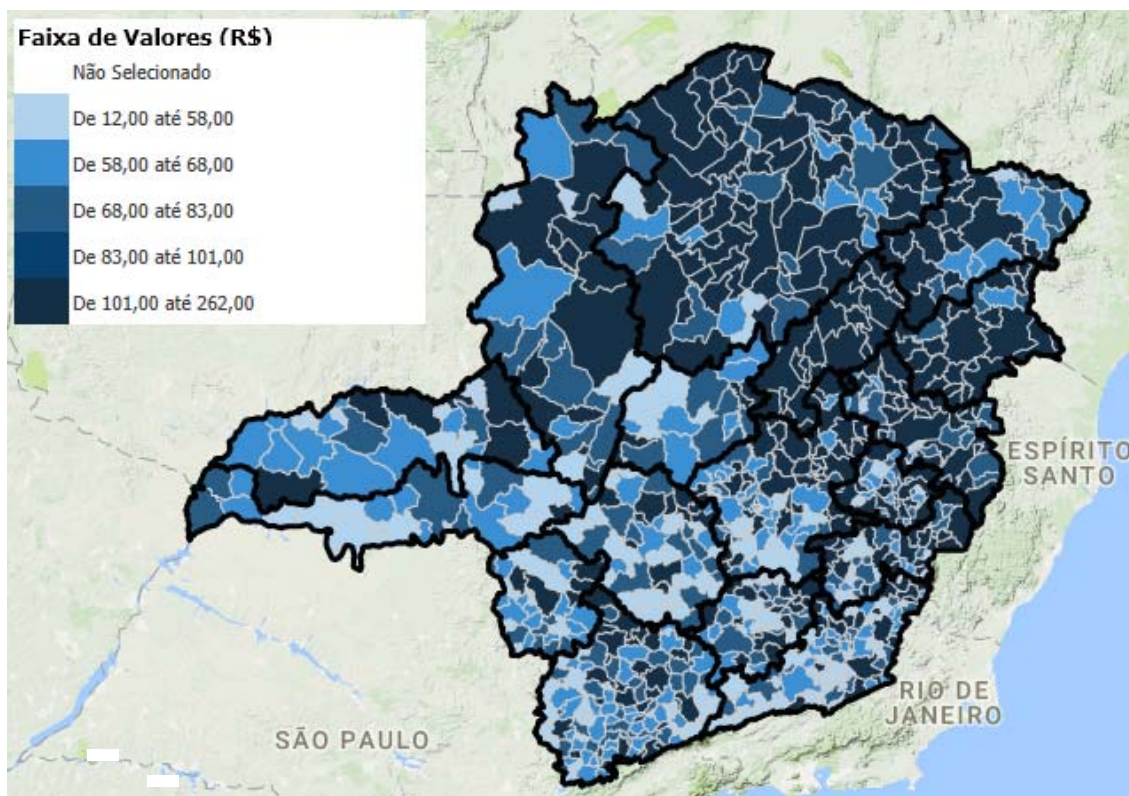 Faixa de Valores (R$)
Não Selecionado
De 12,00 até 58,00
De 58,00 até 68,00
De 68,00 até 83,00
De 83,00 até 101,00
De 101,00 até 262,00
ESPÍRITO
SANTO
RIO DE
JANEIRO
SÃO PAULO